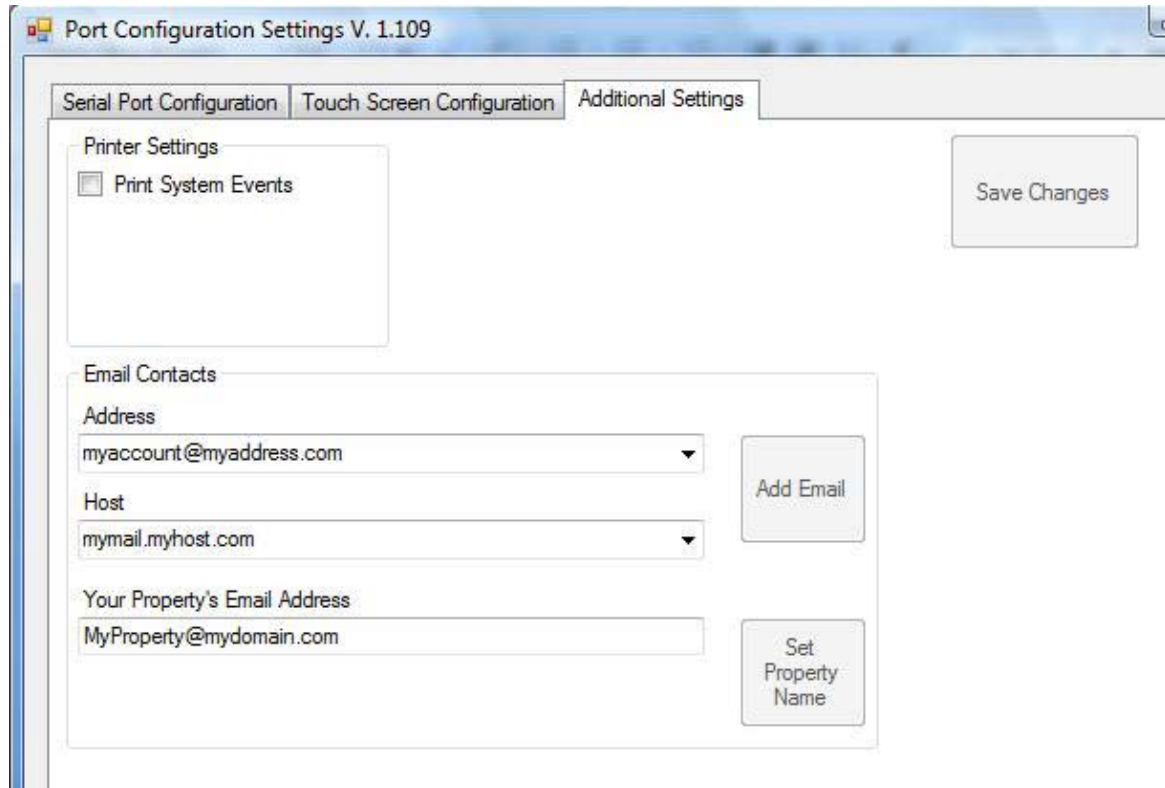 Port Configuration Settings V. 1.109
Serial Port Configuration
Touch Screen Configuration
Additional Settings
Printer Settings
Print System Events
Save Changes
Email Contacts
Address
myaccount@myaddress.com
Add Email
Host
mymail.myhost.com
Your Property's Email Address
MyProperty@mydomain.com
Set
Property
Name